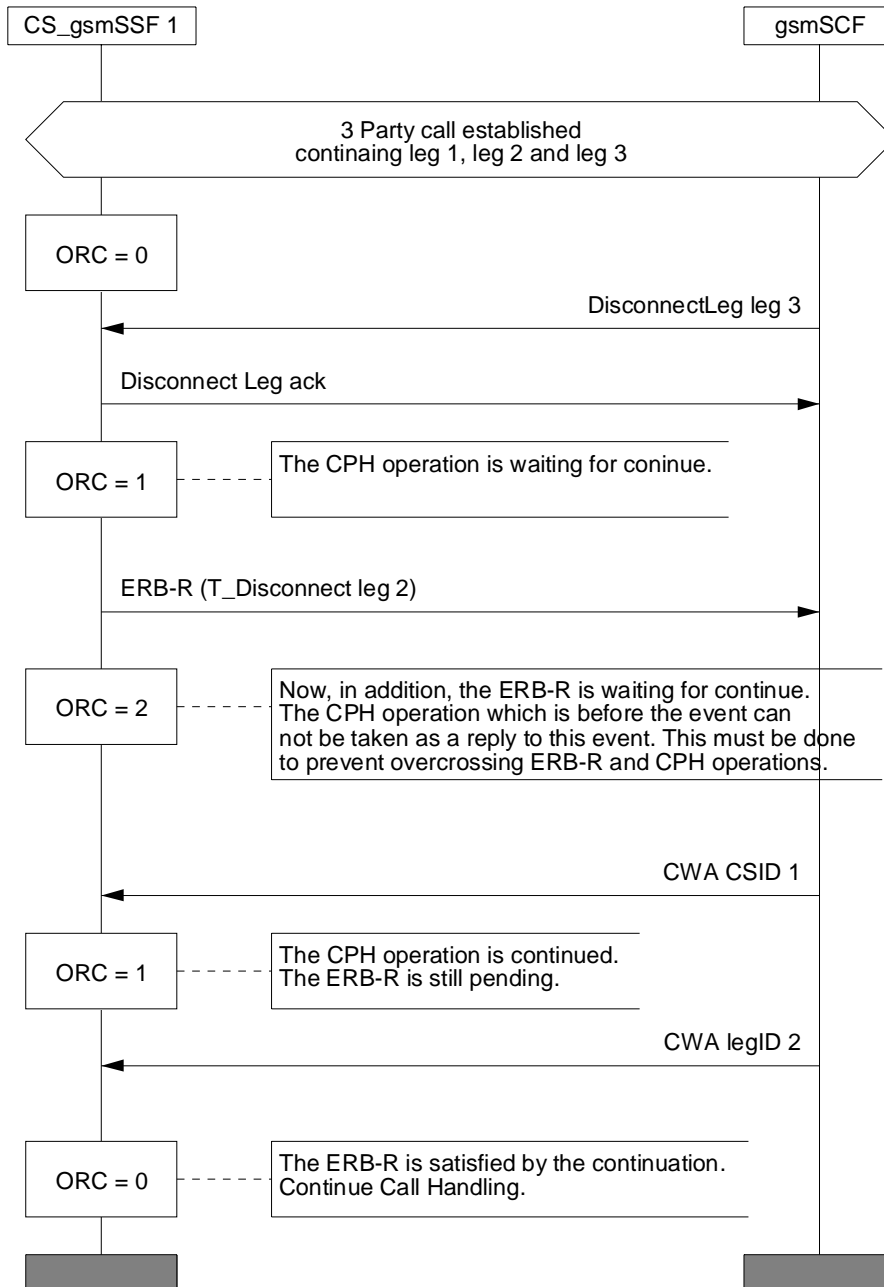 CS_gsmSSF 1
gsmSCF
3 Party call established
continaing leg 1, leg 2 and leg 3
ORC = 0
DisconnectLeg leg 3
Disconnect Leg ack
ORC = 1
The CPH operation is waiting for coninue.
ERB-R (T_Disconnect leg 2)
ORC = 2
Now, in addition, the ERB-R is waiting for continue.
The CPH operation which is before the event can
not be taken as a reply to this event. This must be done
to prevent overcrossing ERB-R and CPH operations.
CWA CSID 1
ORC = 1
The CPH operation is continued.
The ERB-R is still pending.
CWA legID 2
ORC = 0
The ERB-R is satisfied by the continuation.
Continue Call Handling.